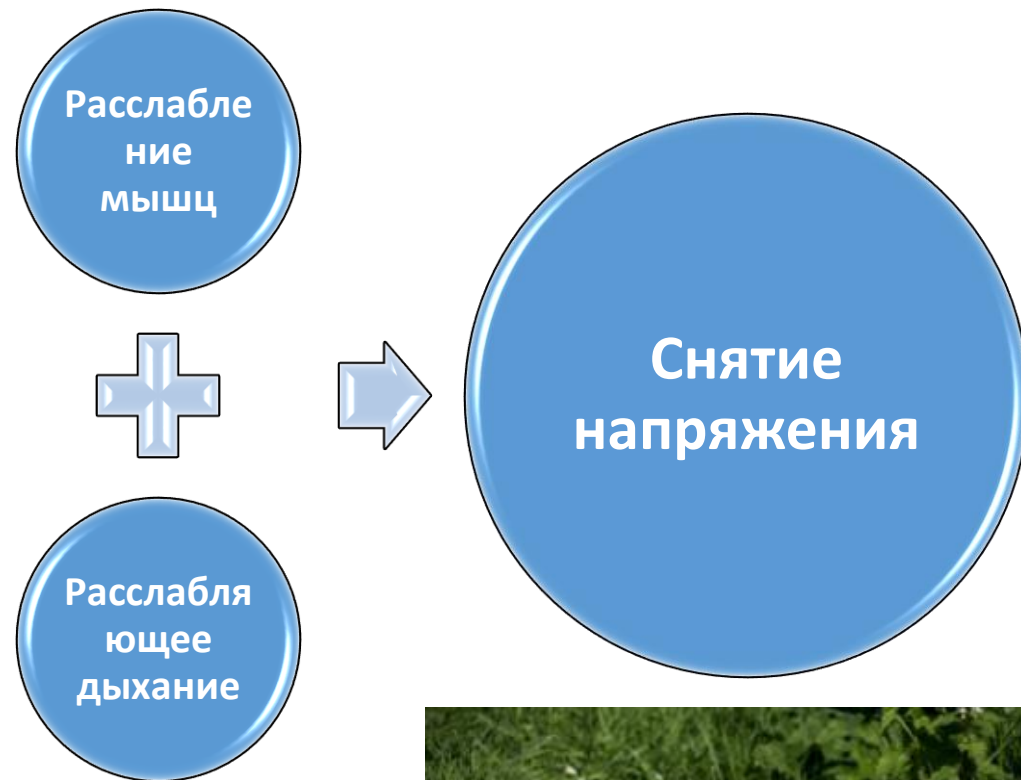 Расслабле
ние
мышц
Снятие
напряжения
Расслабля
ющее
дыхание